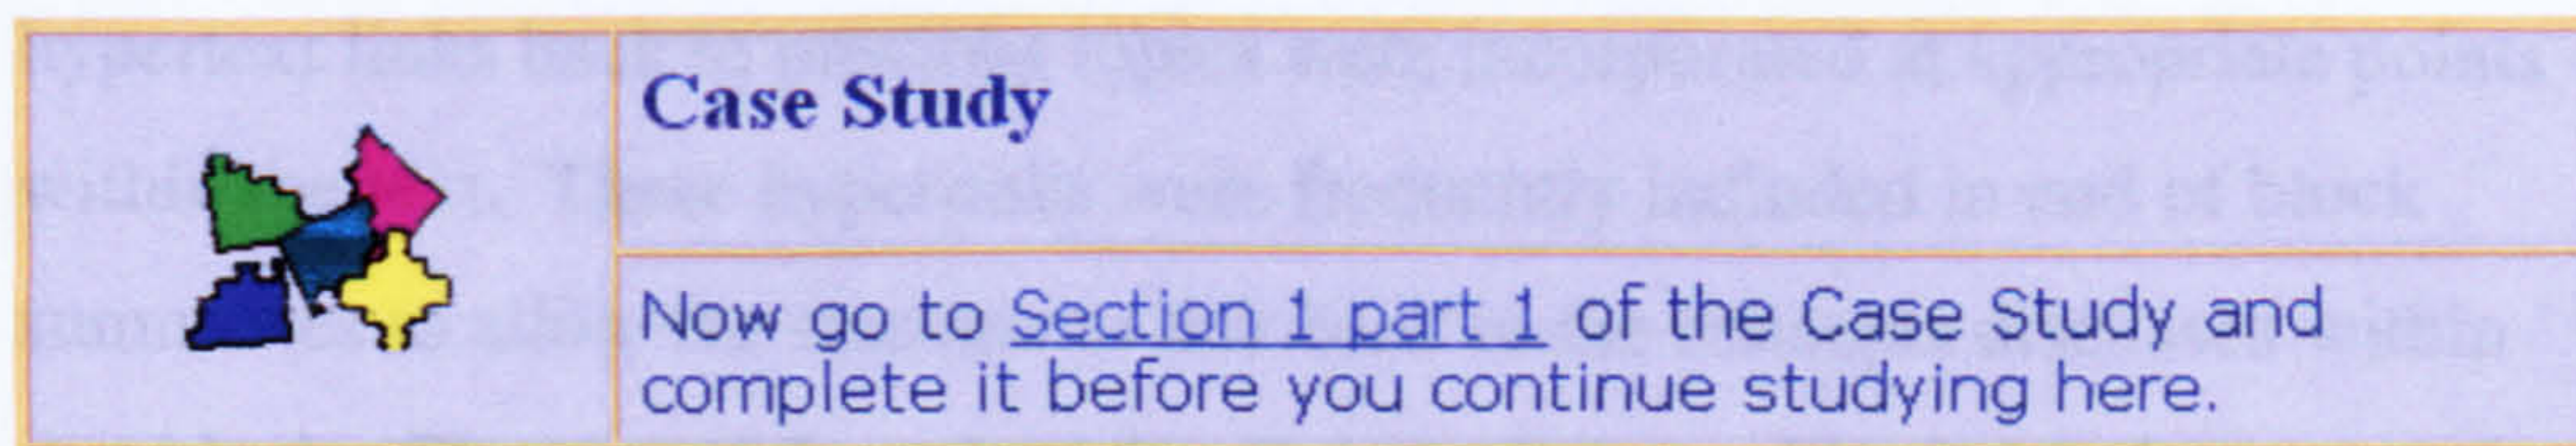 Case Study
Now go to Section 1 part 1 of the Case Study and
complete it before you continue studying here.